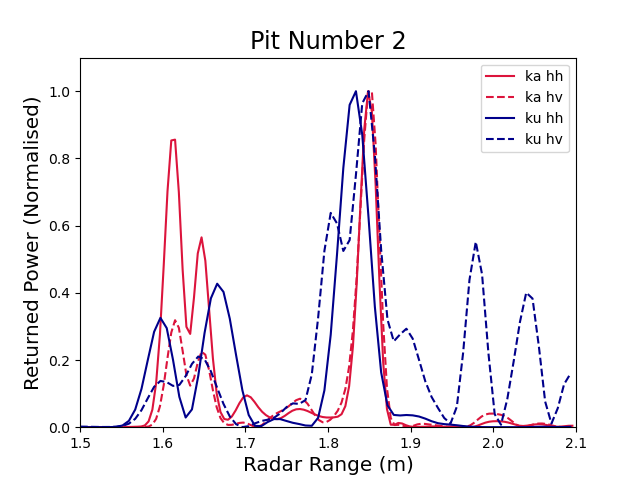 Pit Number 2
Returned Power (Normalised)
1.0
0.8
0.6
0.4
0.2
0.0
ka hh
ka hv
ku hh
ku hv
1.5 1.6 1.7 1.8 1.9 2.0 2.1
Radar Range (m)